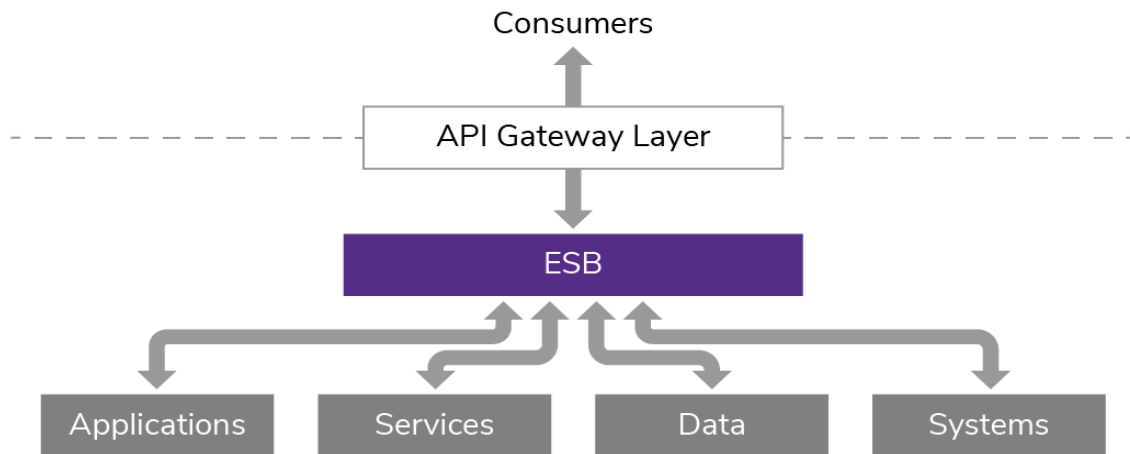 Consumers
API Gateway Layer
ESB
Applications
Services
Data
Systems